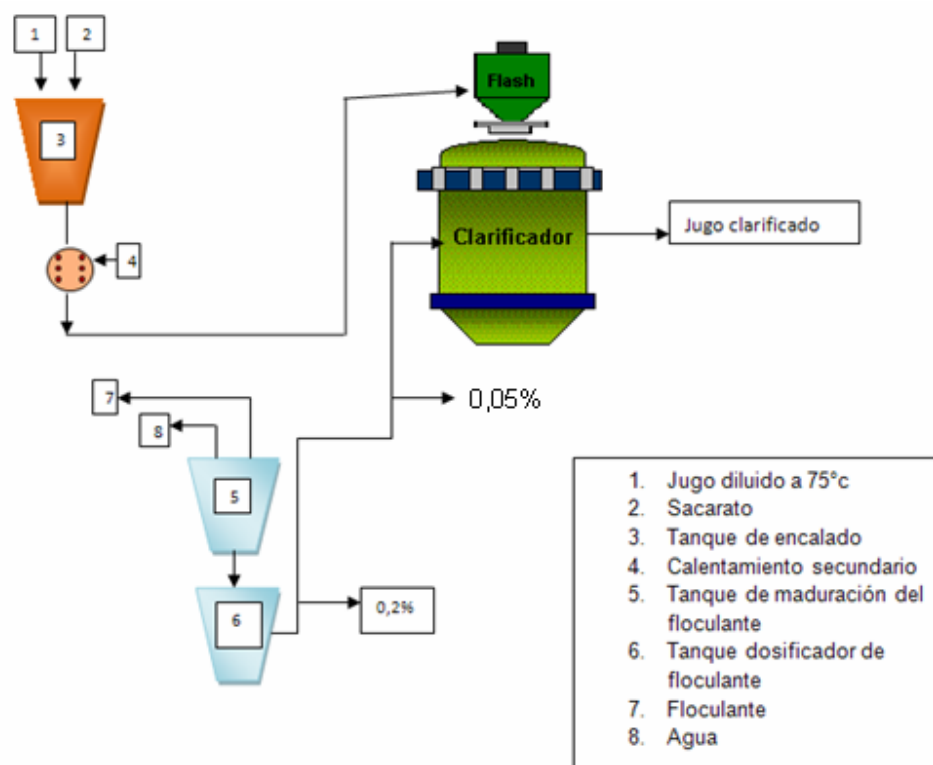 1 2
Flash
3
4
Clarificador
Jugo clarificado
7
8
0,05%
5
6
0,2%
1. Jugo diluido a 75°c
2. Sacarato
3. Tanque de encalado
4. Calentamiento secundario
5. Tanque de maduración del
floculante
6. Tanque dosificador de
floculante
7. Floculante
8. Agua